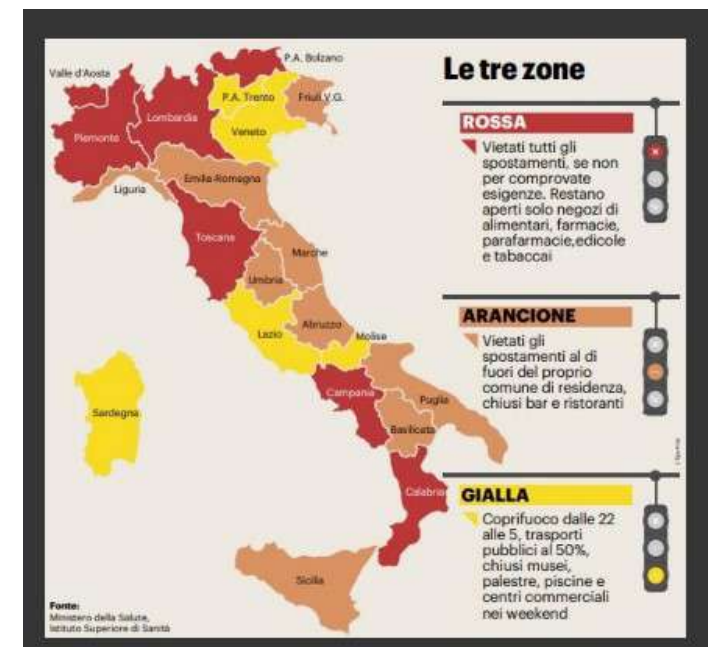 Le tre zone
P.A. Bolzano
Valle d'Aosta
P.A. Trento
Friuli V.G.
Lombardia
Piemonte
Veneto
Emilia-Romagna
Liguria
Toscana
Marche
Umbria
Abruzzo
Lazio
Molise
Campania
Puglia
Basilicata
Sardegna
Calabria
Sicilia
ROSSA
Vietati tutti gli
spostamenti, se non
per comprovate
esigenze. Restano
aperti solo negozi di
alimentari, farmacie,
parafarmacie,edicole
e tabaccai
ARANCIONE
Vietati gli
spostamenti al di
fuori del proprio
comune di residenza,
chiusi bar e ristoranti
GIALLA
Coprifuoco dalle 22
alle 5, trasporti
pubblici al 50%,
chiusi musei,
palestre, piscine e
centri commerciali
nei weekend
Fonte:
Ministero della Salute,
Istituto Superiore di Sanità